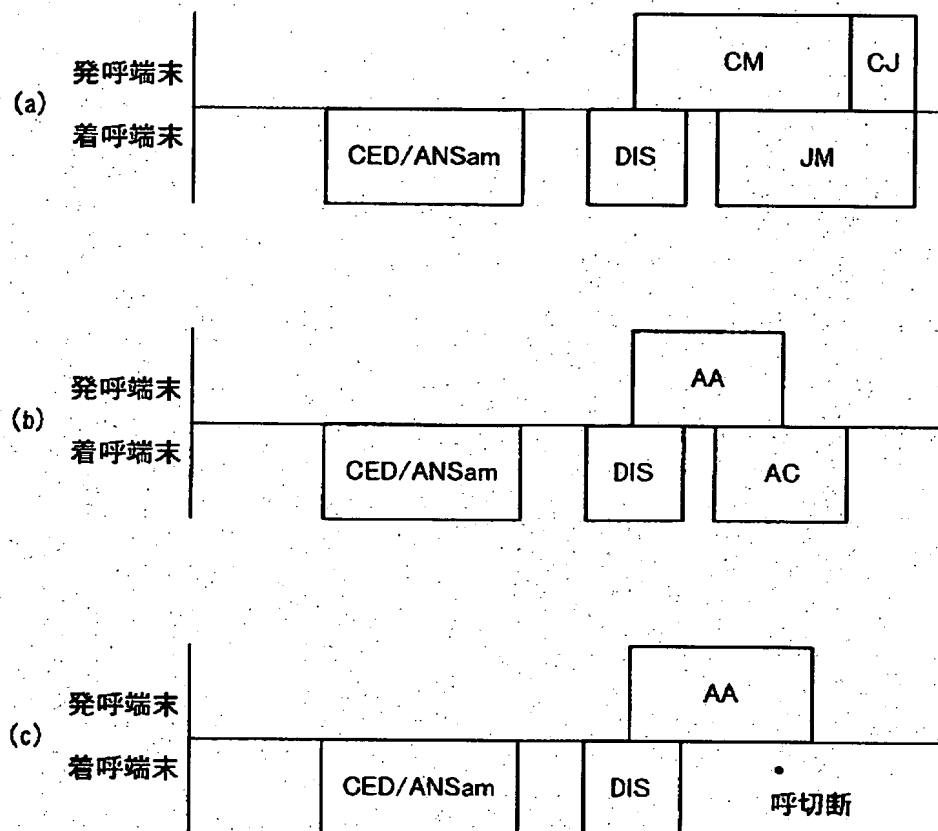 (a)
発呼端末
CM
CJ
着呼端末
CED/ANSam
DIS
JM
(b)
発呼端末
AA
着呼端末
CED/ANSam
DIS
AC
(c)
発呼端末
AA
着呼端末
CED/ANSam
DIS
呼切断